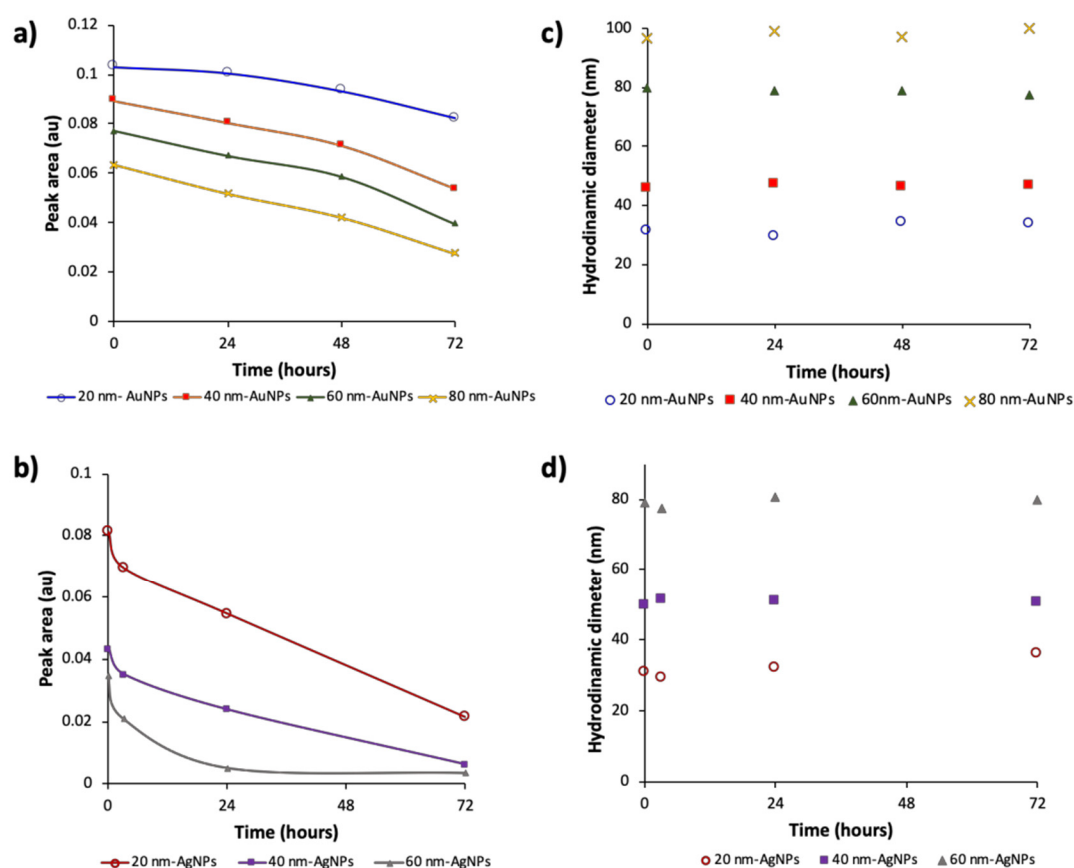 a)
0.12
0.1
0.08
0.06
0.04
0.02
0
Peak area (au)
0 24 48 72
Time (hours)
20 nm- AuNPs 40 nm-AuNPs 60 nm- AuNPs 80 nm- AuNPs
c)
100
80
60
40
20
0
Hydrodinamic diameter (nm)
0 24 48 72
Time (hours)
20 nm-AuNPs 40 nm-AuNPs 60nm-AuNPs 80 nm-AuNPs
b)
0.1
0.08
0.06
0.04
0.02
0
Peak area (au)
0 24 48 72
Time (hours)
20 nm-AgNPs 40 nm-AgNPs 60 nm-AgNPs
d)
80
60
40
20
0
Hydrodinamic dimeter (nm)
0 24 48 72
Time (hours)
20 nm-AgNPs 40 nm-AgNPs 60 nm-AgNPs